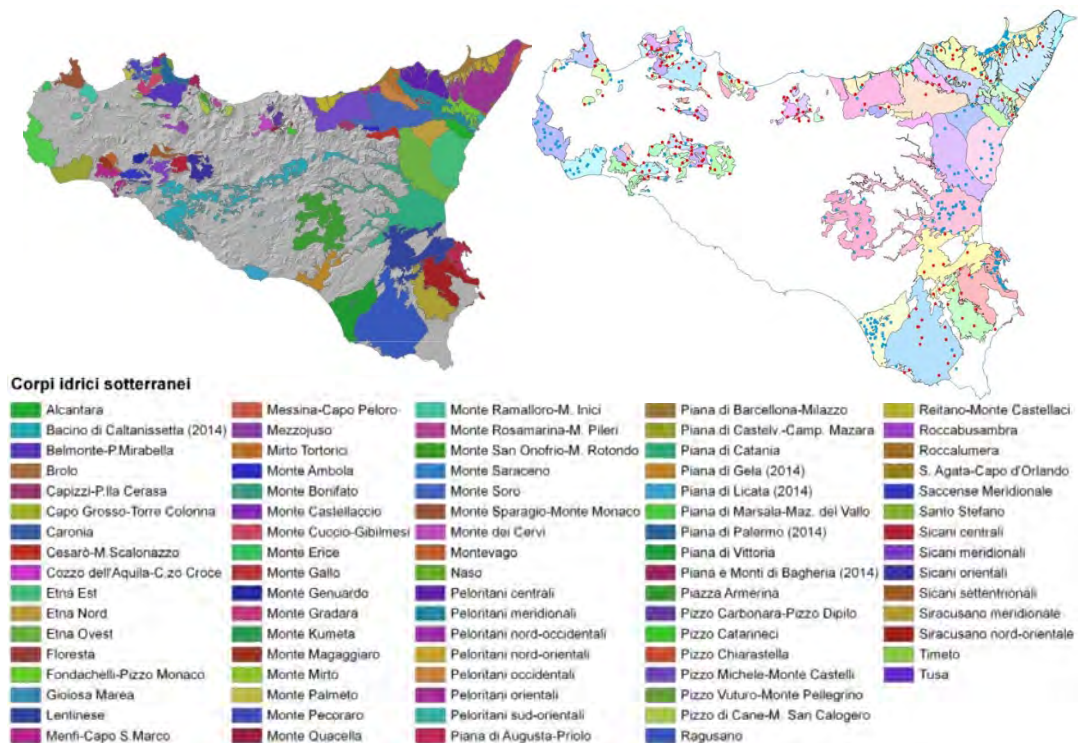 Corpi idrici sotterranei
Alcantara
Bacino di Caltanissetta (2014)
Belmonte-P.Mirabella
Brolo
Capizzi-P.lla Cerasa
Capo Grosso-Torre Colonna
Caronia
Cesarò-M.Scalonazzo
Cozzo dell'Aquila-C.zo Croce
Etna Est
Etna Nord
Etna Ovest
Floresta
Fondachelli-Pizzo Monaco
Gioiosa Marea
Lentinese
Menfi-Capo S.Marco
Messina-Capo Peloro
Mezzojuso
Mirto Tortorici
Monte Ambola
Monte Bonifato
Monte Castellaccio
Monte Cuccio-Gibilmesi
Monte Erice
Monte Gallo
Monte Genuardo
Monte Gradara
Monte Kumeta
Monte Magaggiaro
Monte Mirto
Monte Palmeto
Monte Pecoraro
Monte Quacella
Monte Ramalloro-M. Inici
Monte Rosamarina-M. Pileri
Monte San Onofrio-M. Rotondo
Monte Saraceno
Monte Soro
Monte Sparagio-Monte Monaco
Monte dei Cervi
Montevago
Naso
Peloritani centrali
Peloritani meridionali
Peloritani nord-occidentali
Peloritani nord-orientali
Peloritani occidentali
Peloritani orientali
Peloritani sud-orientali
Piana di Augusta-Priolo
Piana di Barcellona-Milazzo
Piana di Castelv.-Camp. Mazara
Piana di Catania
Piana di Gela (2014)
Piana di Licata (2014)
Piana di Marsala-Maz. del Vallo
Piana di Palermo (2014)
Piana di Vittoria
Piana e Monti di Bagheria (2014)
Piazza Armerina
Pizzo Carbonara-Pizzo Dipilo
Pizzo Catarineci
Pizzo Chiarastella
Pizzo Michele-Monte Castelli
Pizzo Vuturo-Monte Pellegrino
Pizzo di Cane-M. San Calogero
Ragusano
Reitano-Monte Castellaci
Roccabusambra
Roccalumera
S. Agata-Capo d'Orlando
Saccense Meridionale
Santo Stefano
Sicani centrali
Sicani meridionali
Sicani orientali
Sicani settentrionali
Siracusano meridionale
Siracusano nord-orientale
Timeto
Tusa